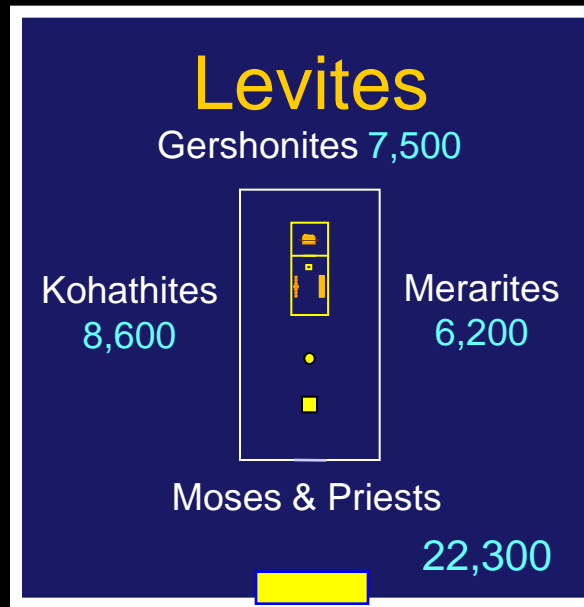 Levites
Gershonites 7,500
Kohathites
8,600
Merarites
6,200
Moses & Priests
22,300